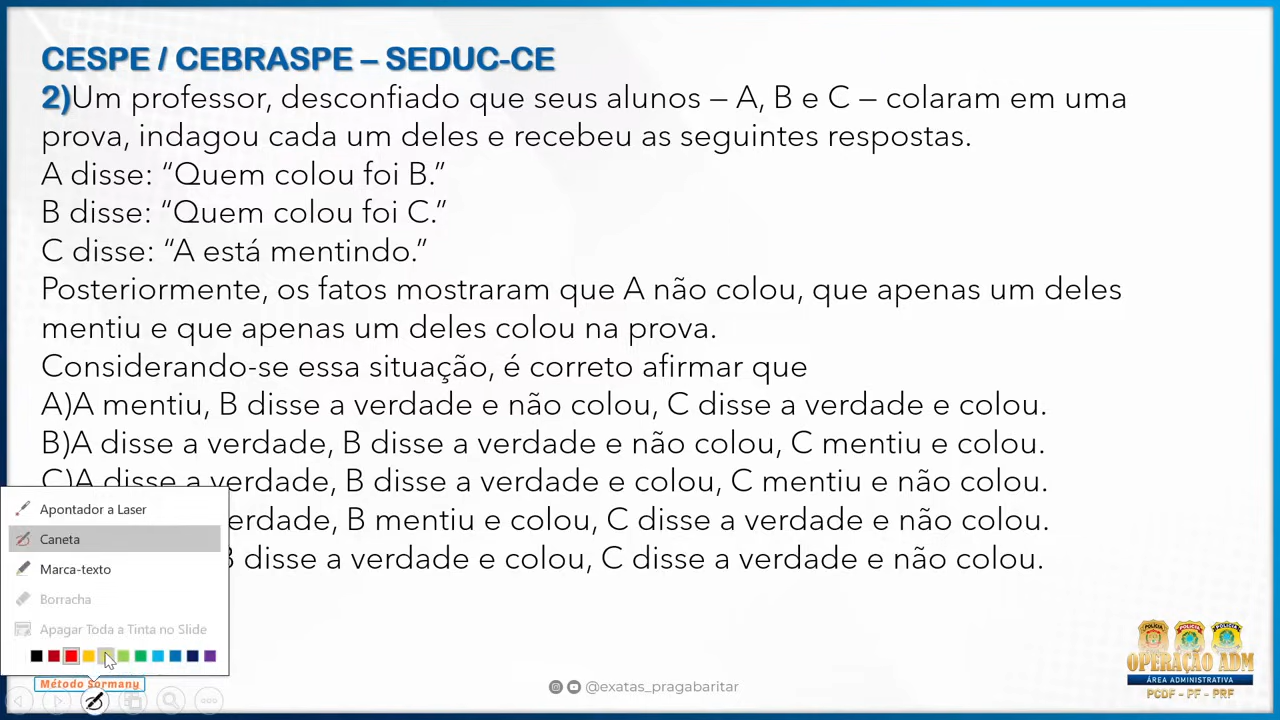 CESPE / CEBRASPE – SEDUC-CE
2)Um professor, desconfiado que seus alunos – A, B e C – colaram em uma
prova, indagou cada um deles e recebeu as seguintes respostas.
A disse: “Quem colou foi B.”
B disse: “Quem colou foi C.”
C disse: “A está mentindo.”
Posteriormente, os fatos mostraram que A não colou, que apenas um deles
mentiu e que apenas um deles colou na prova.
Considerando-se essa situação, é correto afirmar que
A)A mentiu, B disse a verdade e não colou, C disse a verdade e colou.
B)A disse a verdade, B disse a verdade e não colou, C mentiu e colou.
C)A disse a verdade, B disse a verdade e colou, C mentiu e não colou.
erdade, B mentiu e colou, C disse a verdade e não colou.
B disse a verdade e colou, C disse a verdade e não colou.
Apontador a Laser
Caneta
Marca-texto
Borracha
Apagar Toda a Tinta no Slide
Método Sormany
@exatas_pragabaritar
POLÍCIA POLÍCIA POLÍCIA
OPERAÇÃO ADM
ÁREA ADMINISTRATIVA
PCDF - PF - PRF